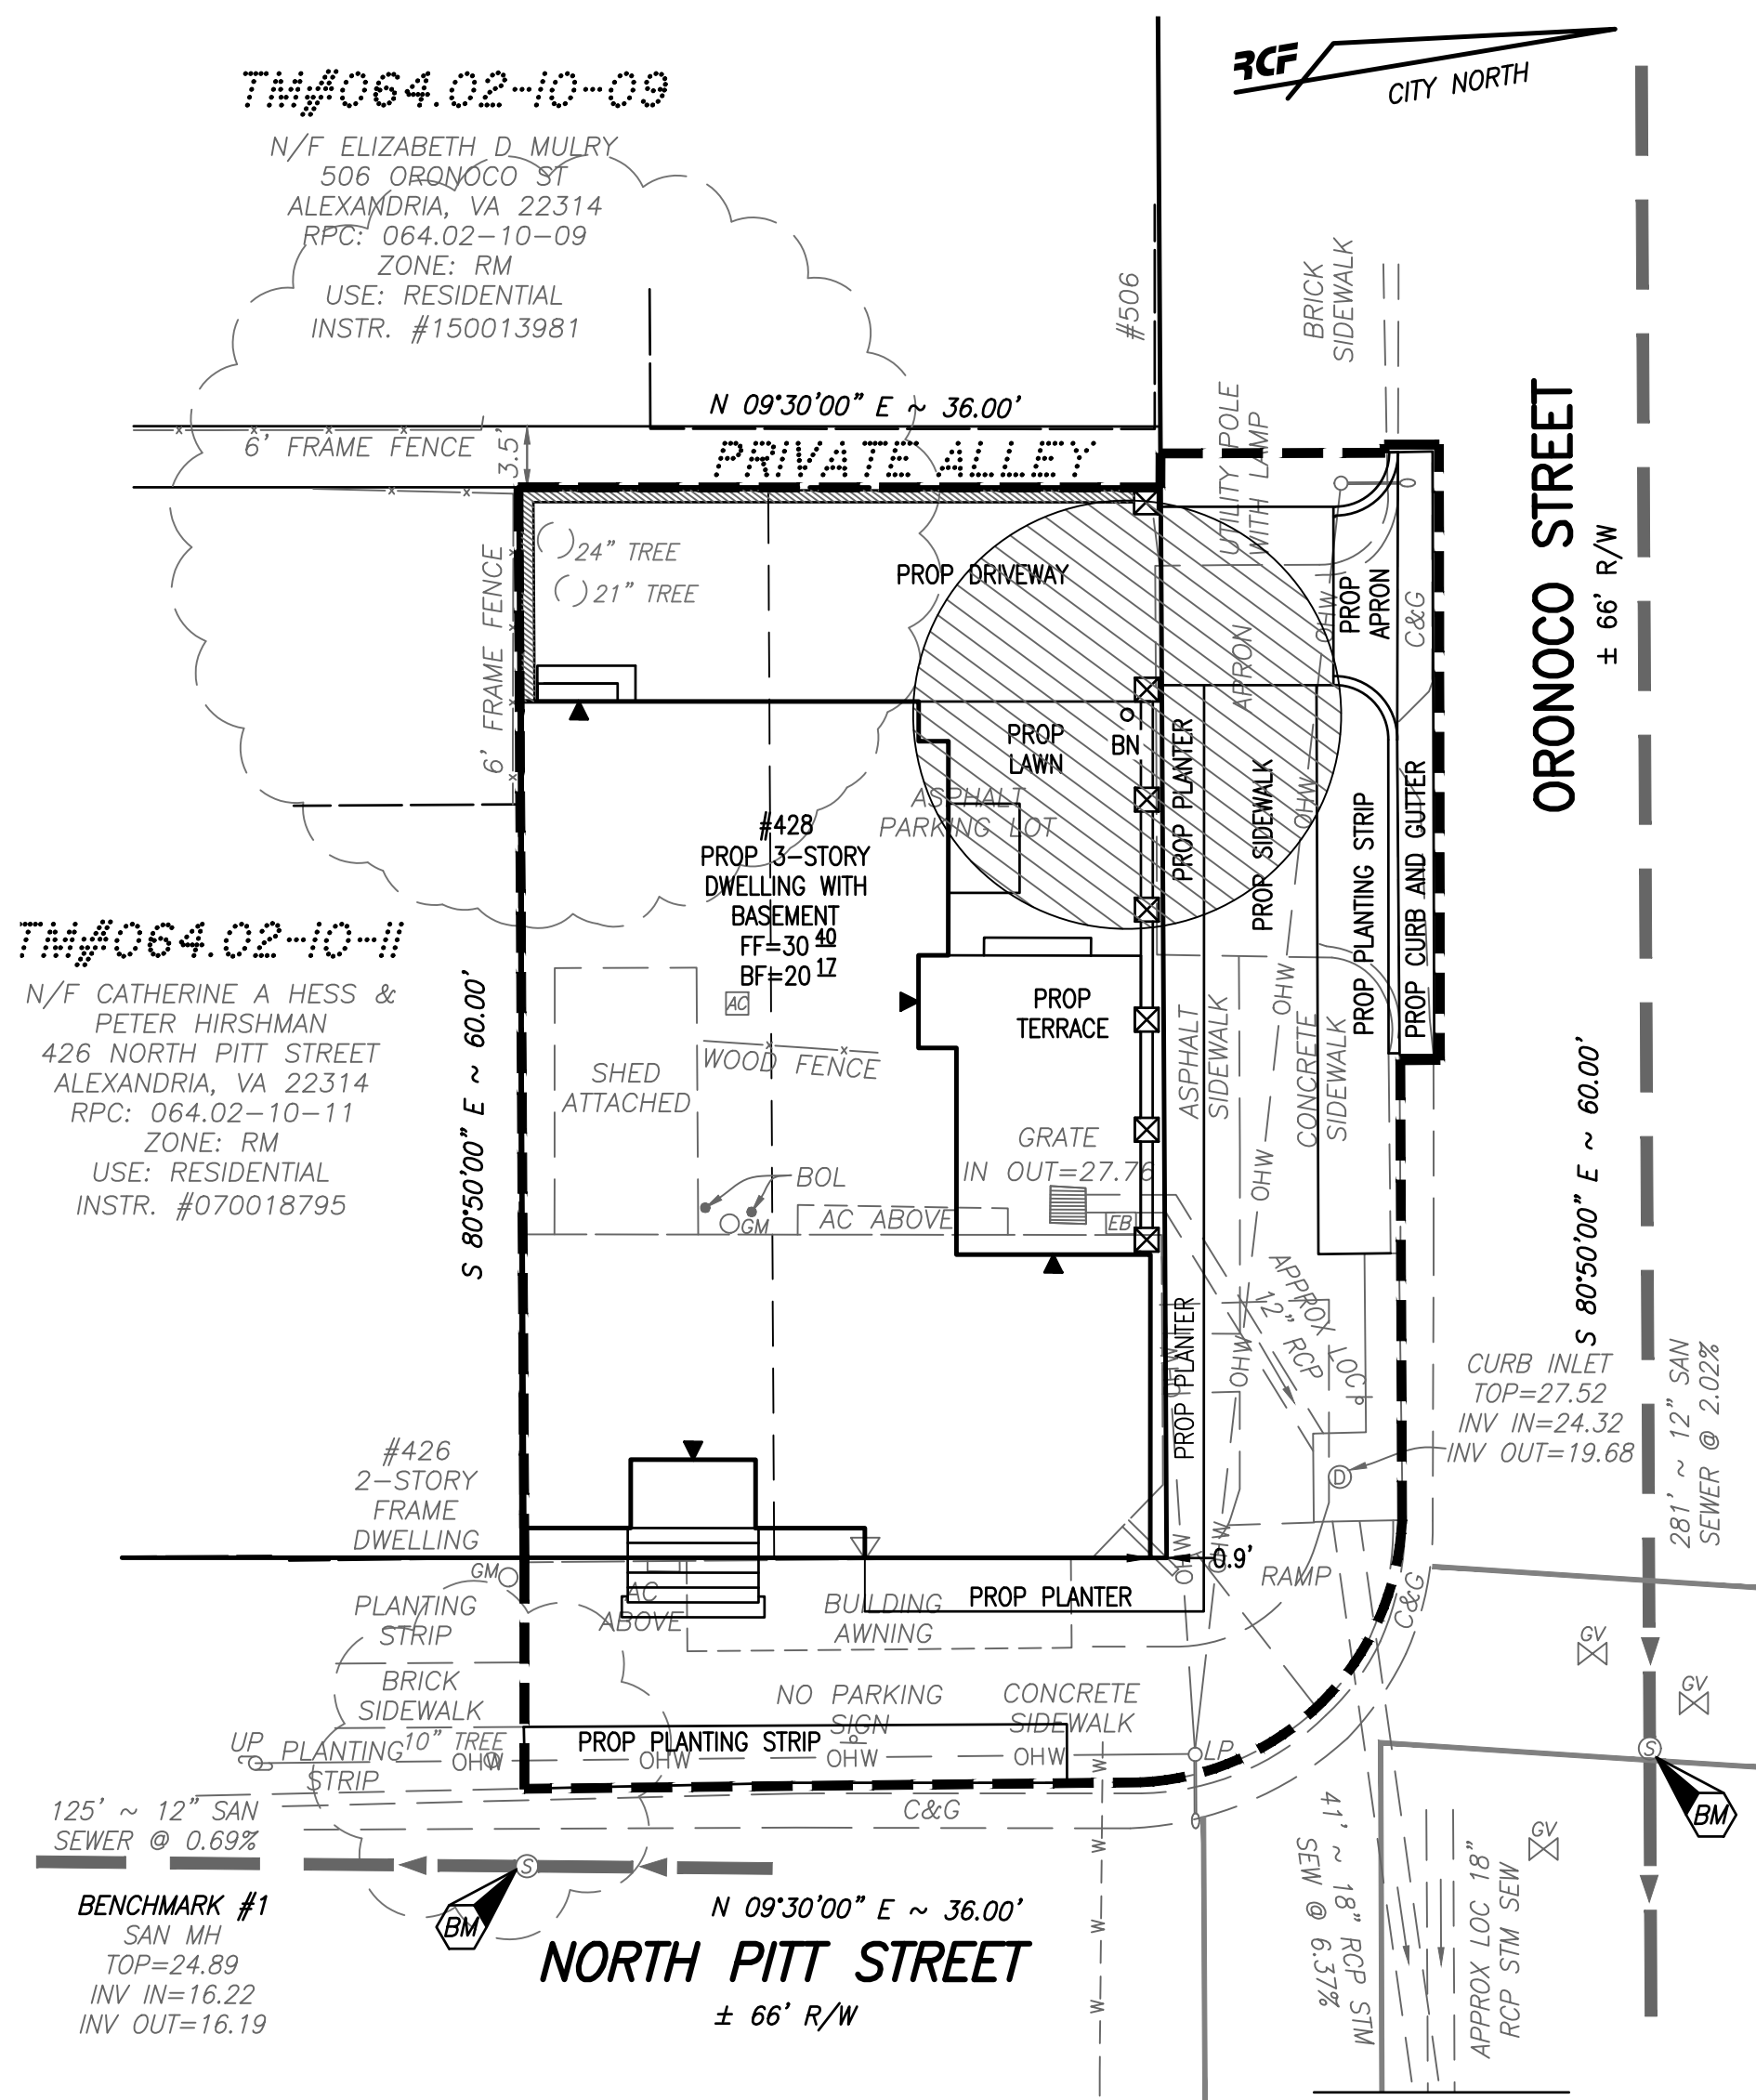 RCF
CITY NORTH
TM#064.02-10-09
N/F ELIZABETH D MULRY
506 ORONOCO ST
ALEXANDRIA, VA 22314
RPC: 064.02-10-09
ZONE: RM
USE: RESIDENTIAL
INSTR. #150013981
#506
BRICK
SIDEWALK
N 09°30'00" E ~ 36.00'
6' FRAME FENCE
3.5'
PRIVATE ALLEY
UTILITY POLE
WITH LAMP
ORONOCO STREET
± 66' R/W
24" TREE
21" TREE
6' FRAME FENCE
PROP DRIVEWAY
PROP
APRON
C&G
OHW
APRON
PROP
LAWN
BN
PROP PLANTER
PROP SIDEWALK
OHW
PROP PLANTING STRIP
PROP CURB AND GUTTER
ASPHALT
PARKING LOT
#428
PROP 3-STORY
DWELLING WITH
BASEMENT
FF=30 40
BF=20 17
TM#064.02-10-11
N/F CATHERINE A HESS &
PETER HIRSHMAN
426 NORTH PITT STREET
ALEXANDRIA, VA 22314
RPC: 064.02-10-11
ZONE: RM
USE: RESIDENTIAL
INSTR. #070018795
S 80°50'00" E ~ 60.00'
AC
WOOD FENCE
SHED
ATTACHED
PROP
TERRACE
ASPHALT
SIDEWALK
OHW
CONCRETE
SIDEWALK
OHW
S 80°50'00" E ~ 60.00'
GRATE
IN OUT=27.76
BOL
GM
AC ABOVE
EB
APPROX LOC
12" RCP
PROP PLANTER
OHW
OHW
CURB INLET
TOP=27.52
INV IN=24.32
INV OUT=19.68
D
281' ~ 12" SAN
SEWER @ 2.02%
#426
2-STORY
FRAME
DWELLING
GM
0.9'
OHW
OHW
RAMP
C&G
AC
ABOVE
PROP PLANTER
BUILDING
AWNING
PLANTING
STRIP
BRICK
SIDEWALK
NO PARKING
SIGN
CONCRETE
SIDEWALK
GV
GV
UP
PLANTING
STRIP
10" TREE
PROP PLANTING STRIP
OHW
OHW
OHW
OHW
LP
S
BM
C&G
125' ~ 12" SAN
SEWER @ 0.69%
S
BM
BENCHMARK #1
SAN MH
TOP=24.89
INV IN=16.22
INV OUT=16.19
N 09°30'00" E ~ 36.00'
NORTH PITT STREET
± 66' R/W
W
W
W
W
41' ~ 18" RCP STM
SEW @ 6.37%
APPROX LOC 18"
RCP STM SEW
GV